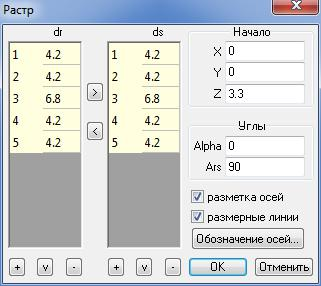 Растр
dr ds Начало
1 4.2 1 4.2 X 0
2 4.2 2 4.2 Y 0
3 6.8 > 3 6.8 Z 3.3
4 4.2 < 4 4.2 Углы
5 4.2 5 4.2 Alpha 0
Ars 90
разметка осей
размерные линии
Обозначение осей...
+ v - + v - OK Отменить